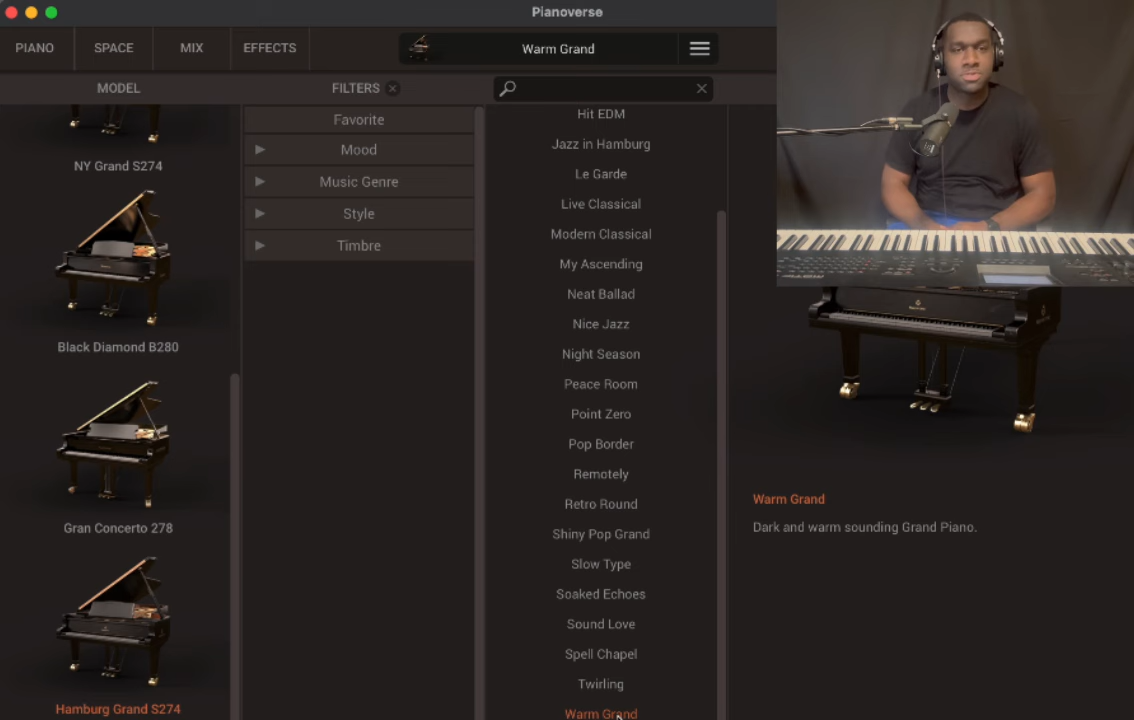 Pianoverse
PIANO
SPACE
MIX
EFFECTS
Warm Grand
MODEL
FILTERS
NY Grand S274
Black Diamond B280
Gran Concerto 278
Hamburg Grand S274
Favorite
Mood
Music Genre
Style
Timbre
Hit EDM
Jazz in Hamburg
Le Garde
Live Classical
Modern Classical
My Ascending
Neat Ballad
Nice Jazz
Night Season
Peace Room
Point Zero
Pop Border
Remotely
Retro Round
Shiny Pop Grand
Slow Type
Soaked Echoes
Sound Love
Spell Chapel
Twirling
Warm Grand
Warm Grand
Dark and warm sounding Grand Piano.